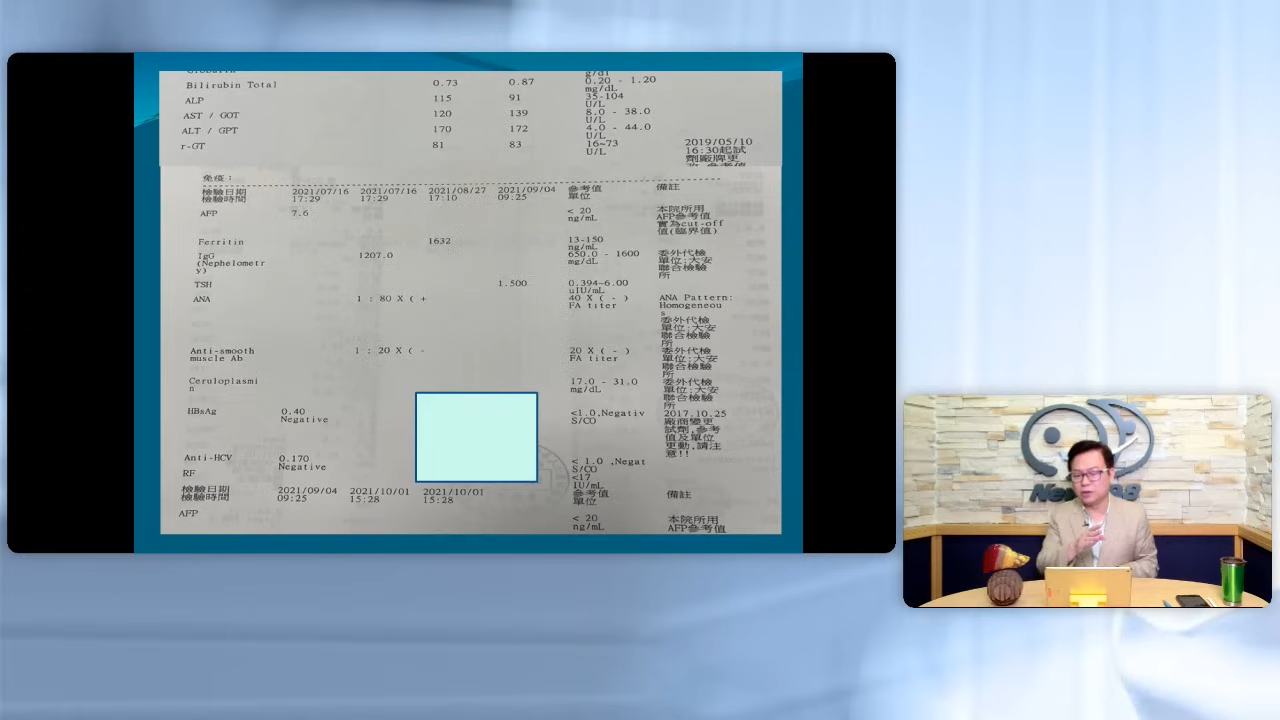 g/dl
Bilirubin Total 0.73 0.87 0.20 - 1.20
mg/dL
ALP 115 91 35-104
U/L
AST / GOT 120 139 8.0 - 38.0
U/L
ALT / GPT 170 172 4.0 - 44.0
U/L
r-GT 81 83 16~73 2019/05/10
U/L 16:30起試
劑廠牌更
免疫：
檢驗日期 2021/07/16 2021/07/16 2021/08/27 2021/09/04 參考值 備註
檢驗時間 17:29 17:29 17:10 09:25 單位
AFP 7.6 < 20 本院所用
ng/mL AFP參考值
實為cut-off
值(臨界值)
Ferritin 1632 13-150
ng/mL
IgG 1207.0 650.0 - 1600 委外代檢
(Nephelometr mg/dL 單位:大安
y) 聯合檢驗
所
TSH 1.500 0.394~6.00
uIU/mL
ANA 1 : 80 X ( + 40 X ( - ) ANA Pattern:
FA titer Homogeneou
s
委外代檢
單位:大安
聯合檢驗
所
Anti-smooth 1 : 20 X ( - 20 X ( - ) 委外代檢
muscle Ab FA titer 單位:大安
聯合檢驗
所
Ceruloplasmi 17.0 - 31.0 委外代檢
n mg/dL 單位:大安
聯合檢驗
所
HBsAg 0.40 <1.0,Negativ 2017.10.25
Negative S/CO 廠商變更
試劑,參考
值及單位
更動,請注
意!!
Anti-HCV 0.170 < 1.0 ,Negat
Negative S/CO
RF <17
IU/mL
檢驗日期 2021/09/04 2021/10/01 2021/10/01 參考值 備註
檢驗時間 09:25 15:28 15:28 單位
AFP < 20 本院所用
ng/mL AFP參考值